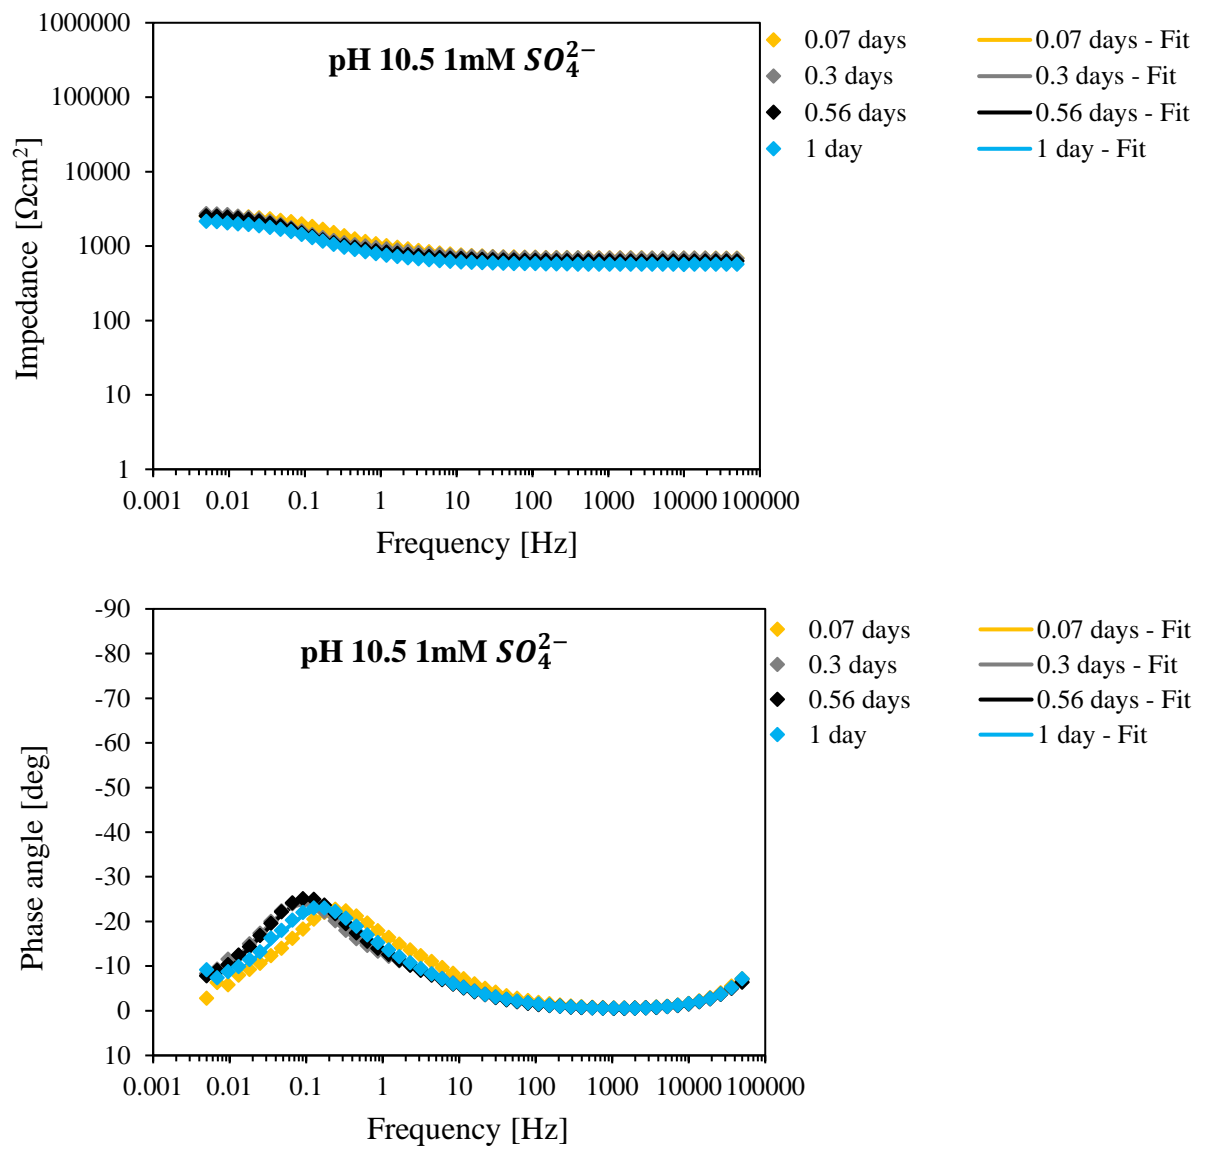 1000000
100000
10000
1000
100
10
1
Impedance [Ωcm²]
pH 10.5 1mM SO₄²⁻
0.001 0.01 0.1 1 10 100 1000 10000 100000
Frequency [Hz]
0.07 days 0.07 days - Fit
0.3 days 0.3 days - Fit
0.56 days 0.56 days - Fit
1 day 1 day - Fit
-90
-80
-70
-60
-50
-40
-30
-20
-10
0
10
Phase angle [deg]
pH 10.5 1mM SO₄²⁻
0.001 0.01 0.1 1 10 100 1000 10000 100000
Frequency [Hz]
0.07 days 0.07 days - Fit
0.3 days 0.3 days - Fit
0.56 days 0.56 days - Fit
1 day 1 day - Fit